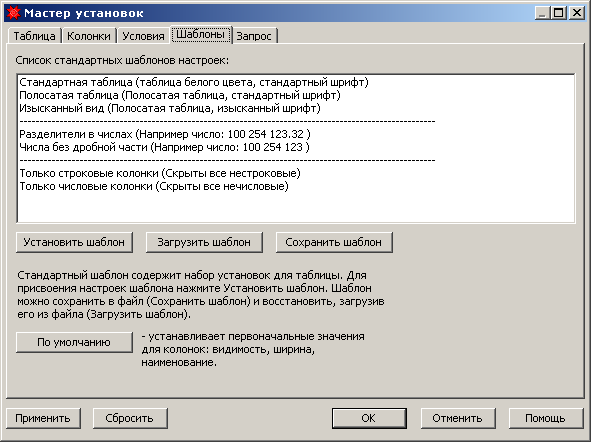 Мастер установок
Таблица Колонки Условия Шаблоны Запрос
Список стандартных шаблонов настроек:
Стандартная таблица (таблица белого цвета, стандартный шрифт)
Полосатая таблица (Полосатая таблица, стандартный шрифт)
Изысканный вид (Полосатая таблица, изысканный шрифт)
Разделители в числах (Например число: 100 254 123.32 )
Числа без дробной части (Например число: 100 254 123 )
Только строковые колонки (Скрыты все нестроковые)
Только числовые колонки (Скрыты все нечисловые)
Установить шаблон Загрузить шаблон Сохранить шаблон
Стандартный шаблон содержит набор установок для таблицы. Для
присвоения настроек шаблона нажмите Установить шаблон. Шаблон
можно сохранить в файл (Сохранить шаблон) и восстановить, загрузив
его из файла (Загрузить шаблон).
По умолчанию - устанавливает первоначальные значения
для колонок: видимость, ширина,
наименование.
Применить Сбросить OK Отменить Помощь